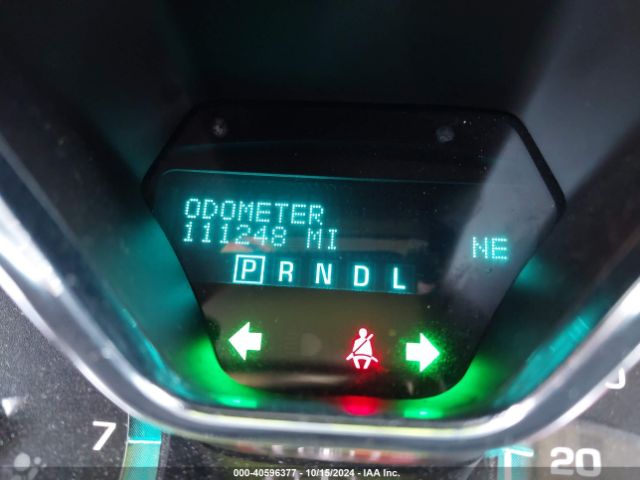 ODOMETER
111248 MI
NE
P R N D L
7
20
000-40596377 - 10/15/2024 - IAA Inc.